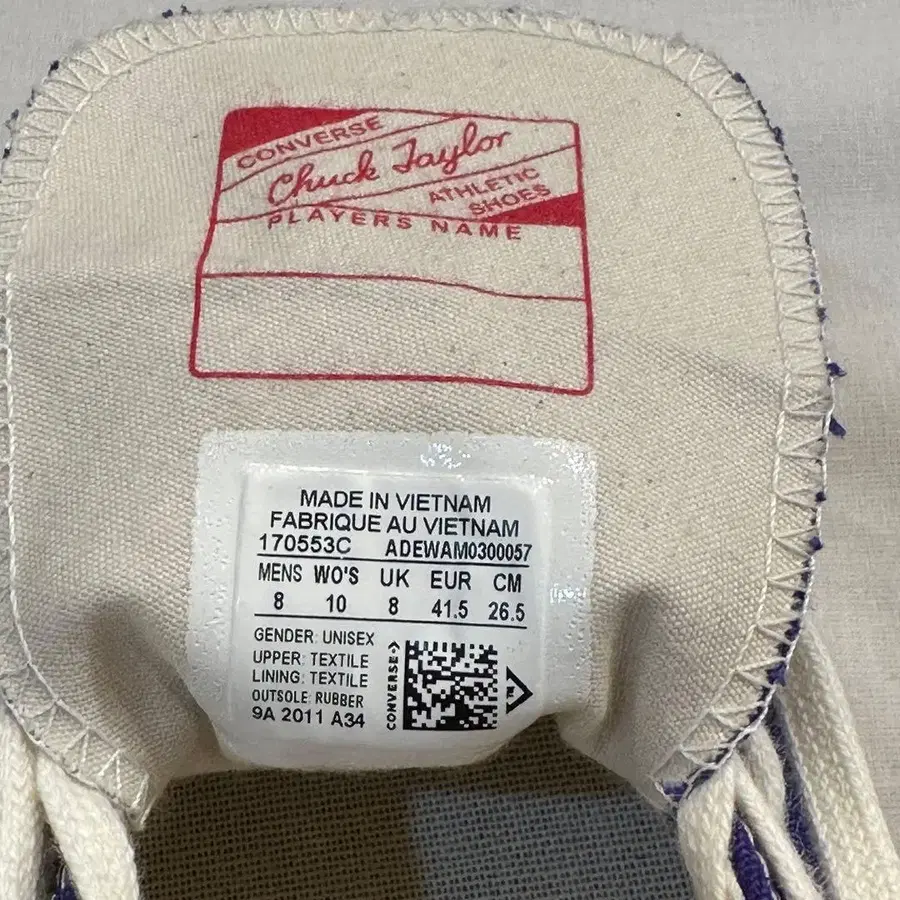 CONVERSE
Chuck Taylor
ATHLETIC
SHOES
PLAYERS NAME
MADE IN VIETNAM
FABRIQUE AU VIETNAM
170553C ADEWAM0300057
MENS WO'S UK EUR CM
8 10 8 41.5 26.5
GENDER: UNISEX
UPPER: TEXTILE
LINING: TEXTILE
OUTSOLE: RUBBER
9A 2011 A34
CONVERSE